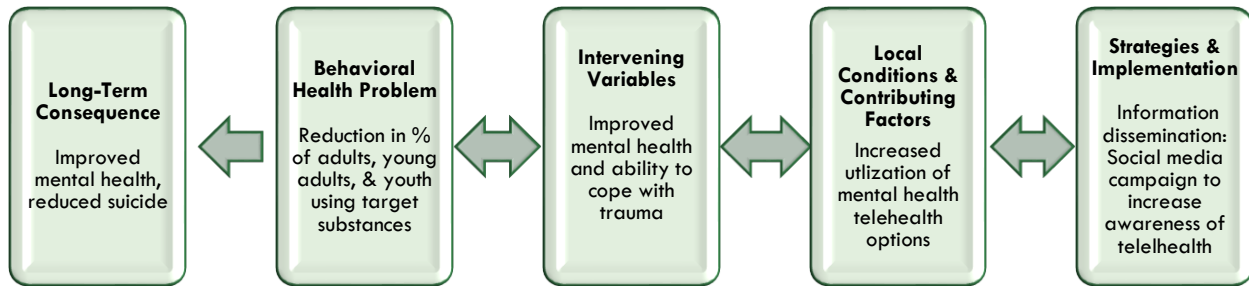 Long-Term
Consequence
Improved
mental health,
reduced suicide
Behavioral
Health Problem
Reduction in %
of adults, young
adults, & youth
using target
substances
Intervening
Variables
Improved
mental health
and ability to
cope with
trauma
Local
Conditions &
Contributing
Factors
Increased
utlization of
mental health
telehealth
options
Strategies &
Implementation
Information
dissemination:
Social media
campaign to
increase
awareness of
telelhealth